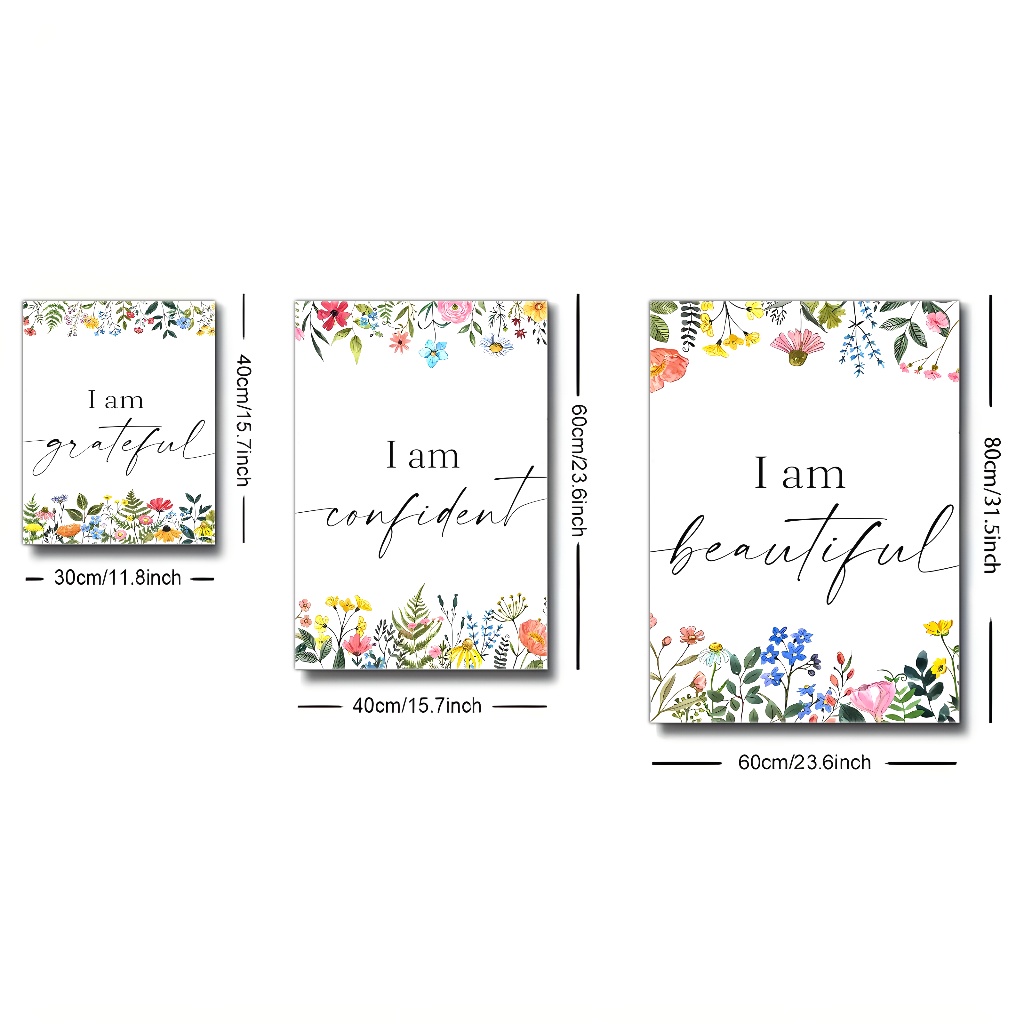 I am
grateful
40cm/15.7inch
30cm/11.8inch
I am
confident
60cm/23.6inch
40cm/15.7inch
I am
beautiful
80cm/31.5inch
60cm/23.6inch